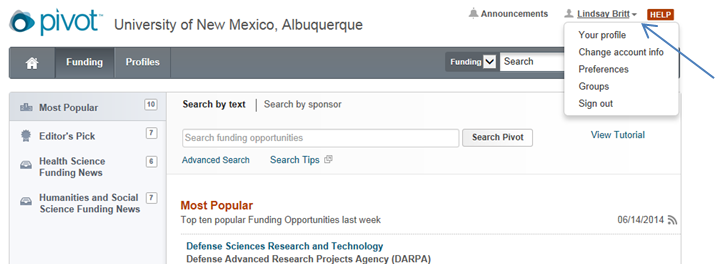 pivot™ University of New Mexico, Albuquerque
Announcements Lindsay Britt HELP
Your profile
Change account info
Preferences
Groups
Sign out
Funding Profiles Funding Search
Most Popular 10
Editor's Pick 7
Health Science 6
Funding News
Humanities and Social 7
Science Funding News
Search by text | Search by sponsor
Search funding opportunities Search Pivot View Tutorial
Advanced Search Search Tips
Most Popular
Top ten popular Funding Opportunities last week 06/14/2014
Defense Sciences Research and Technology
Defense Advanced Research Projects Agency (DARPA)